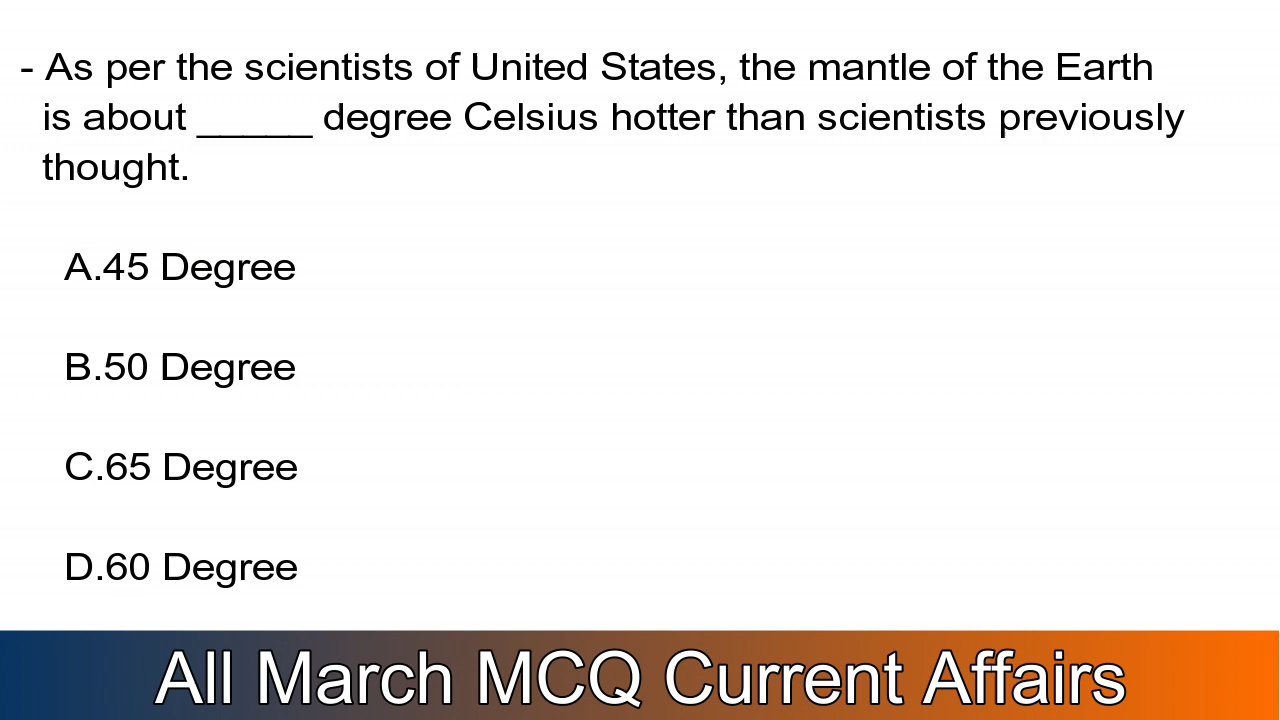 - As per the scientists of United States, the mantle of the Earth
is about _____ degree Celsius hotter than scientists previously
thought.
A.45 Degree
B.50 Degree
C.65 Degree
D.60 Degree
All March MCQ Current Affairs